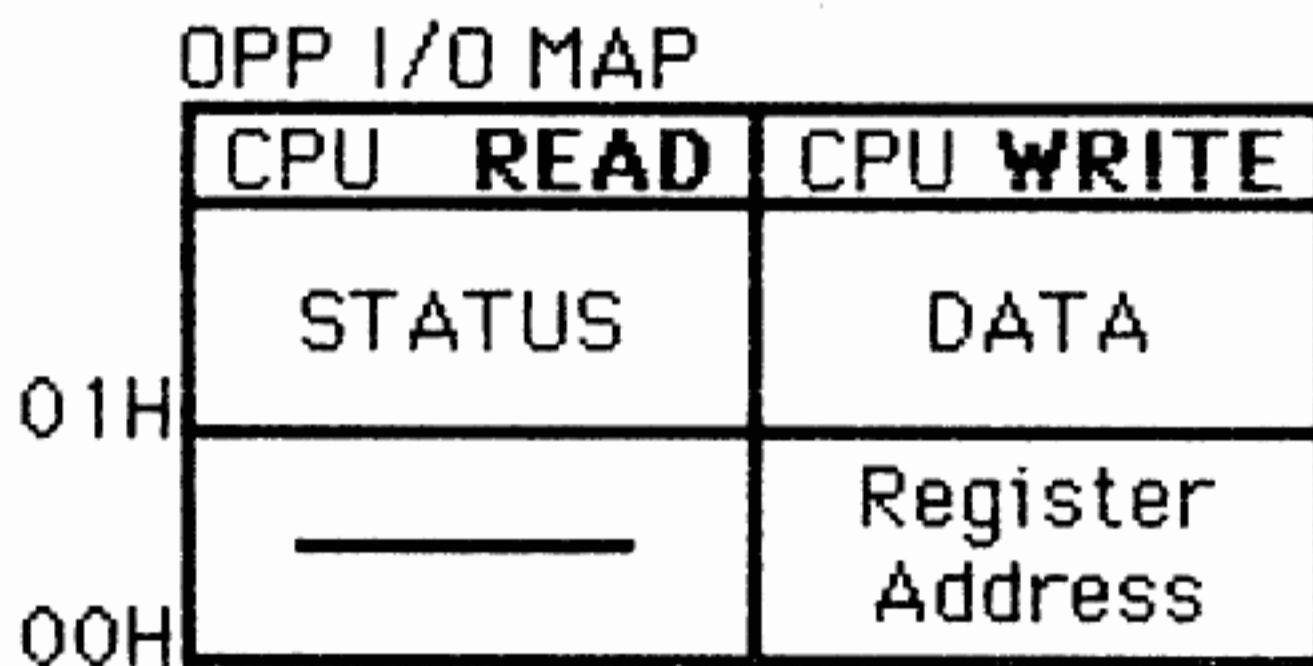 OPP I/O MAP
CPU READ CPU WRITE
STATUS DATA
01H
Register
Address
00H